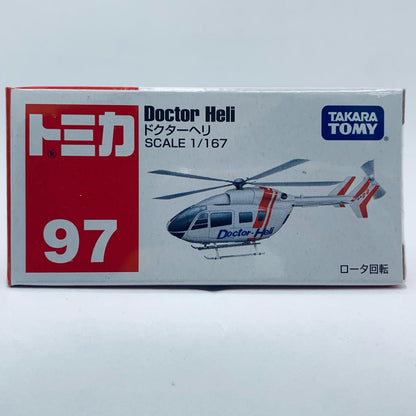 トミカ®
97
Doctor Heli
ドクターヘリ
SCALE 1/167
TAKARA
TOMY
Doctor-Heli
ロータ回転